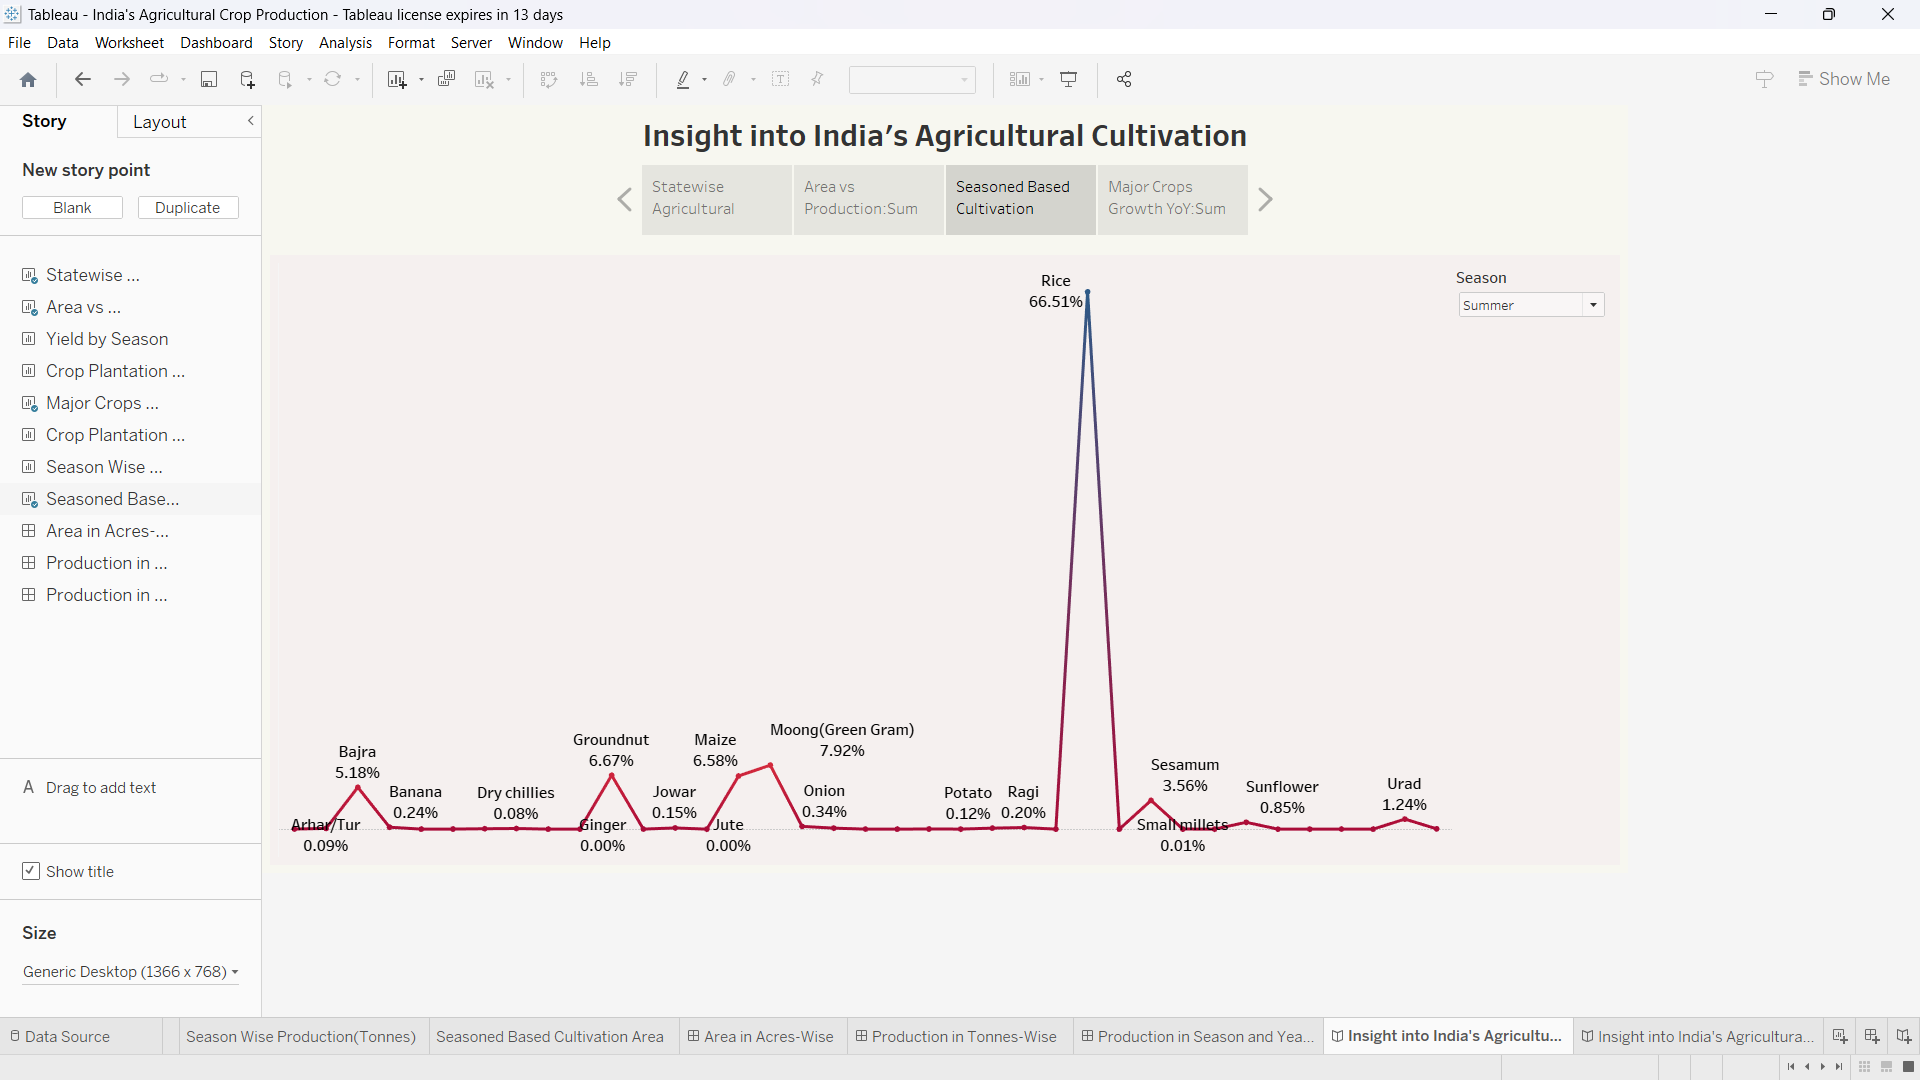 Tableau - India's Agricultural Crop Production - Tableau license expires in 13 days
File Data Worksheet Dashboard Story Analysis Format Server Window Help
Show Me
Story Layout
New story point
Blank Duplicate
Statewise ...
Area vs ...
Yield by Season
Crop Plantation ...
Major Crops ...
Crop Plantation ...
Season Wise ...
Seasoned Base...
Area in Acres-...
Production in ...
Production in ...
A Drag to add text
Show title
Size
Generic Desktop (1366 x 768)
Insight into India's Agricultural Cultivation
Statewise
Agricultural
Area vs
Production:Sum
Seasoned Based
Cultivation
Major Crops
Growth YoY:Sum
Season
Summer
Rice
66.51%
Arhar/Tur
0.09%
Bajra
5.18%
Banana
0.24%
Dry chillies
0.08%
Groundnut
6.67%
Ginger
0.00%
Jowar
0.15%
Maize
6.58%
Jute
0.00%
Moong(Green Gram)
7.92%
Onion
0.34%
Potato
0.12%
Ragi
0.20%
Sesamum
3.56%
Small millets
0.01%
Sunflower
0.85%
Urad
1.24%
Data Source
Season Wise Production(Tonnes)
Seasoned Based Cultivation Area
Area in Acres-Wise
Production in Tonnes-Wise
Production in Season and Yea...
Insight into India's Agricultu...
Insight into India's Agricultura...